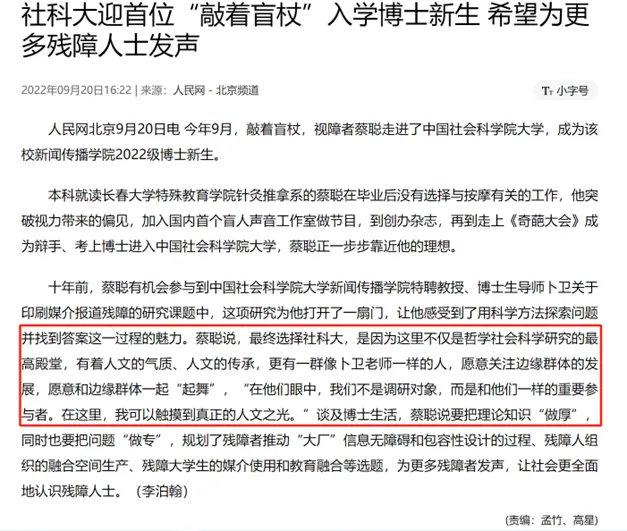 社科大迎首位“敲着盲杖”入学博士新生 希望为更
多残障人士发声
2022年09月20日16:22 | 来源：人民网－北京频道
TT 小字号
人民网北京9月20日电 今年9月，敲着盲杖，视障者蔡聪走进了中国社会科学院大学，成为该
校新闻传播学院2022级博士新生。
本科就读长春大学特殊教育学院针灸推拿系的蔡聪在毕业后没有选择与按摩有关的工作，他突
破视力带来的偏见，加入国内首个盲人声音工作室做节目，到创办杂志，再到走上《奇葩大会》成
为辩手、考上博士进入中国社会科学院大学，蔡聪正一步步靠近他的理想。
十年前，蔡聪有机会参与到中国社会科学院大学新闻传播学院特聘教授、博士生导师卜卫关于
印刷媒介报道残障的研究课题中，这项研究为他打开了一扇门，让他感受到了用科学方法探索问题
并找到答案这一过程的魅力。蔡聪说，最终选择社科大，是因为这里不仅是哲学社会科学研究的最
高殿堂，有着人文的气质、人文的传承，更有一群像卜卫老师一样的人，愿意关注边缘群体的发
展，愿意和边缘群体一起“起舞”，“在他们眼中，我们不是调研对象，而是和他们一样的重要参
与者。在这里，我可以触摸到真正的人文之光。”谈及博士生活，蔡聪说要把理论知识“做厚”，
同时也要把问题“做专”，规划了残障者推动“大厂”信息无障碍和包容性设计的过程、残障人组
织的融合空间生产、残障大学生的媒介使用和教育融合等选题，为更多残障者发声，让社会更全面
地认识残障人士。（李泊翰）
(责编：孟竹、高星)